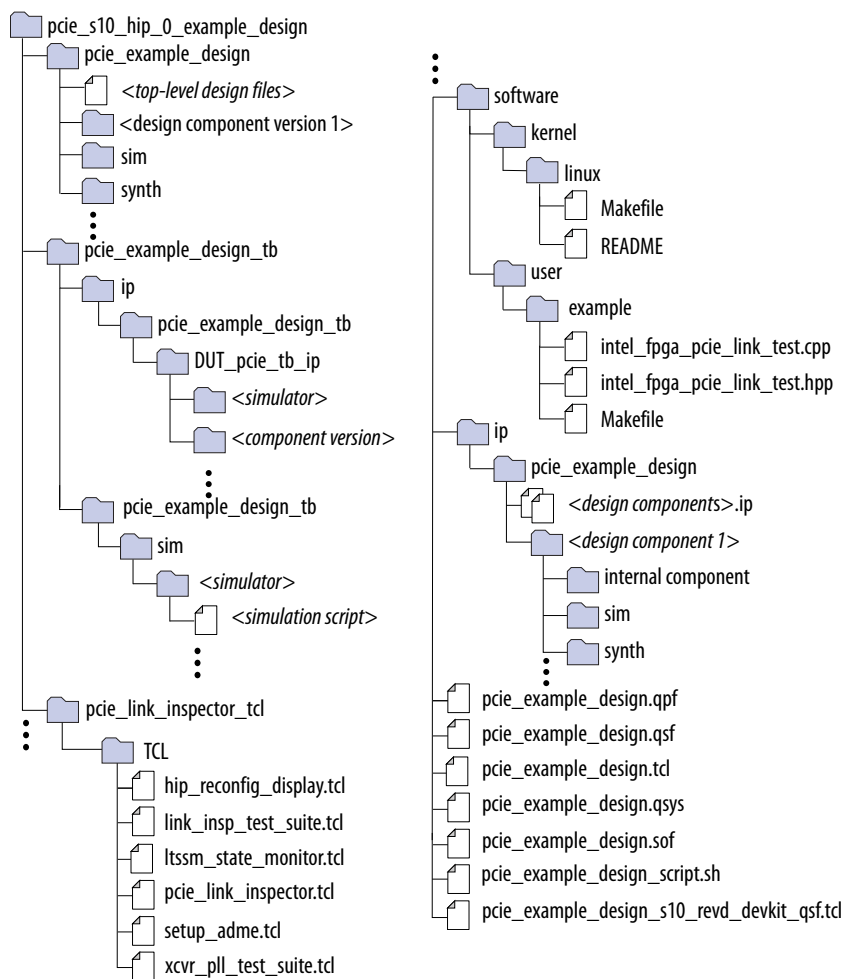 pcie_s10_hip_0_example_design
pcie_example_design
<top-level design files>
<design component version 1>
sim
synth
pcie_example_design_tb
ip
pcie_example_design_tb
DUT_pcie_tb_ip
<simulator>
<component version>
pcie_example_design_tb
sim
<simulator>
<simulation script>
pcie_link_inspector_tcl
TCL
hip_reconfig_display.tcl
link_insp_test_suite.tcl
ltssm_state_monitor.tcl
pcie_link_inspector.tcl
setup_adme.tcl
xcvr_pll_test_suite.tcl
software
kernel
linux
Makefile
README
user
example
intel_fpga_pcie_link_test.cpp
intel_fpga_pcie_link_test.hpp
Makefile
ip
pcie_example_design
<design components>.ip
<design component 1>
internal component
sim
synth
pcie_example_design.qpf
pcie_example_design.qsf
pcie_example_design.tcl
pcie_example_design.qsys
pcie_example_design.sof
pcie_example_design_script.sh
pcie_example_design_s10_revd_devkit_qsf.tcl